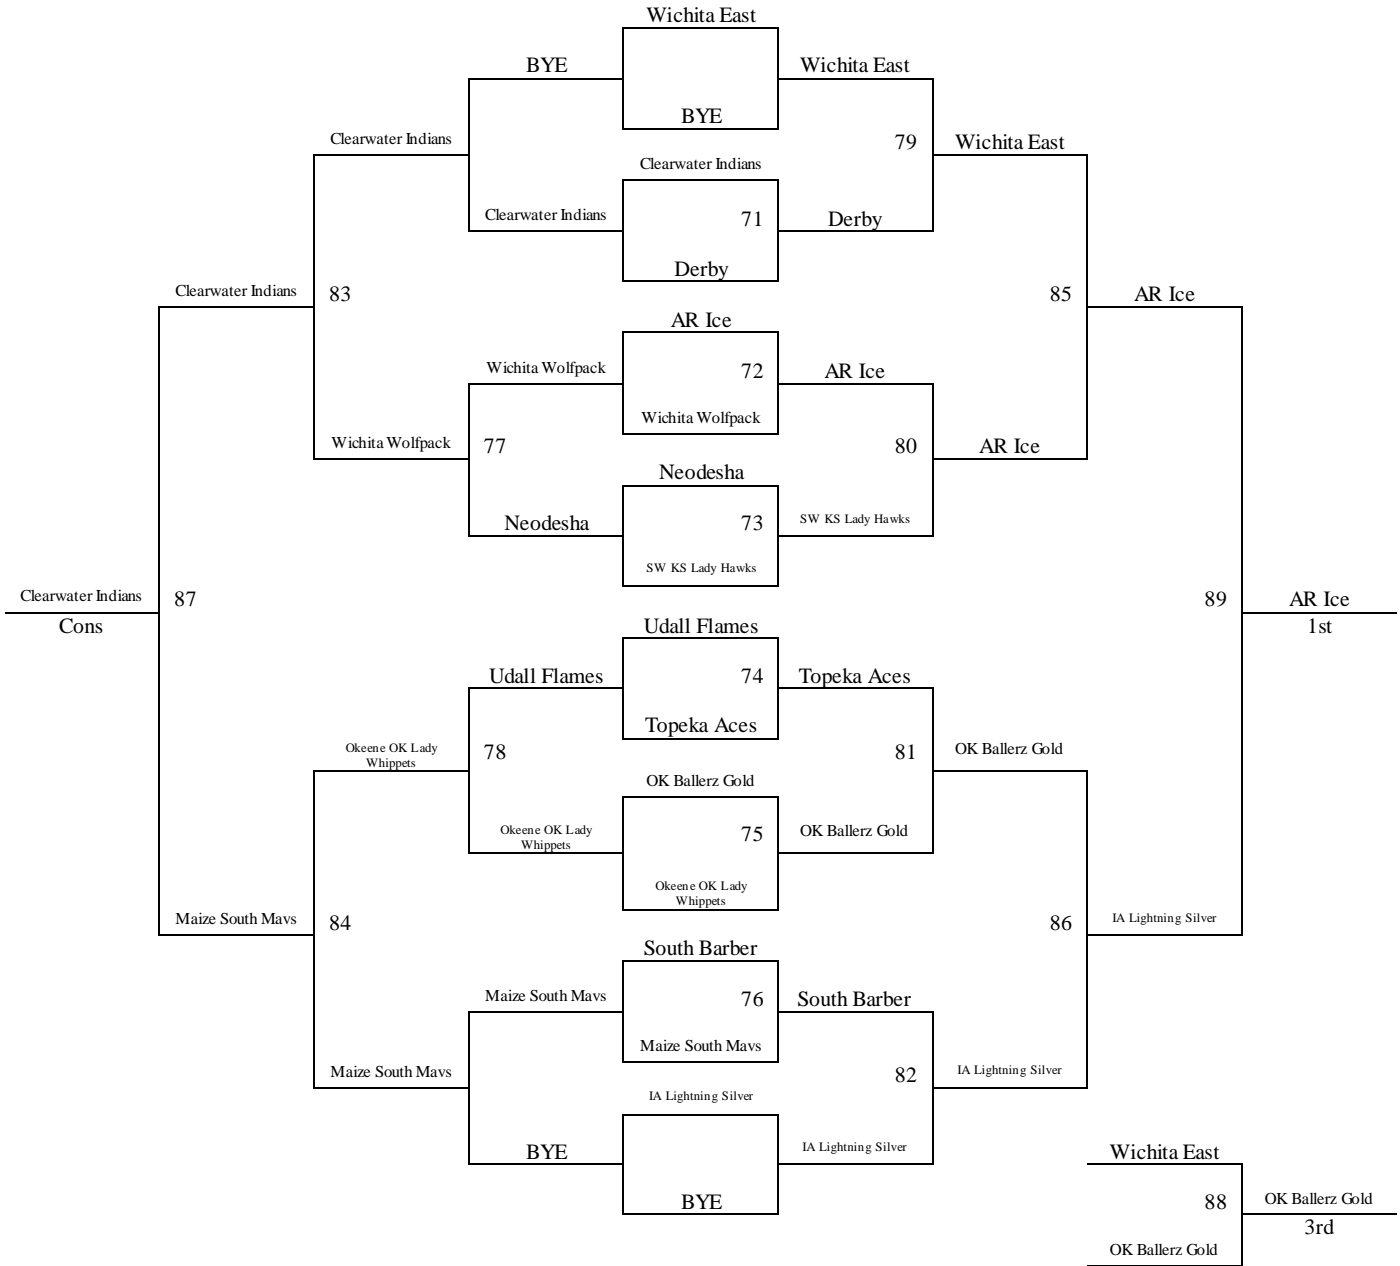 Wichita East
BYE
Wichita East
BYE
Clearwater Indians
79
Wichita East
Clearwater Indians
Clearwater Indians
71
Derby
Derby
Clearwater Indians
83
85
AR Ice
AR Ice
Wichita Wolfpack
72
AR Ice
Wichita Wolfpack
Wichita Wolfpack
77
80
AR Ice
Neodesha
Neodesha
73
SW KS Lady Hawks
SW KS Lady Hawks
Clearwater Indians
87
89
AR Ice
Cons
1st
Udall Flames
Udall Flames
74
Topeka Aces
Topeka Aces
Okeene OK Lady
Whippets
78
81
OK Ballerz Gold
OK Ballerz Gold
Okeene OK Lady
Whippets
75
OK Ballerz Gold
Okeene OK Lady
Whippets
Maize South Mavs
84
86
IA Lightning Silver
South Barber
Maize South Mavs
76
South Barber
Maize South Mavs
Maize South Mavs
82
IA Lightning Silver
IA Lightning Silver
BYE
IA Lightning Silver
BYE
Wichita East
88
OK Ballerz Gold
3rd
OK Ballerz Gold